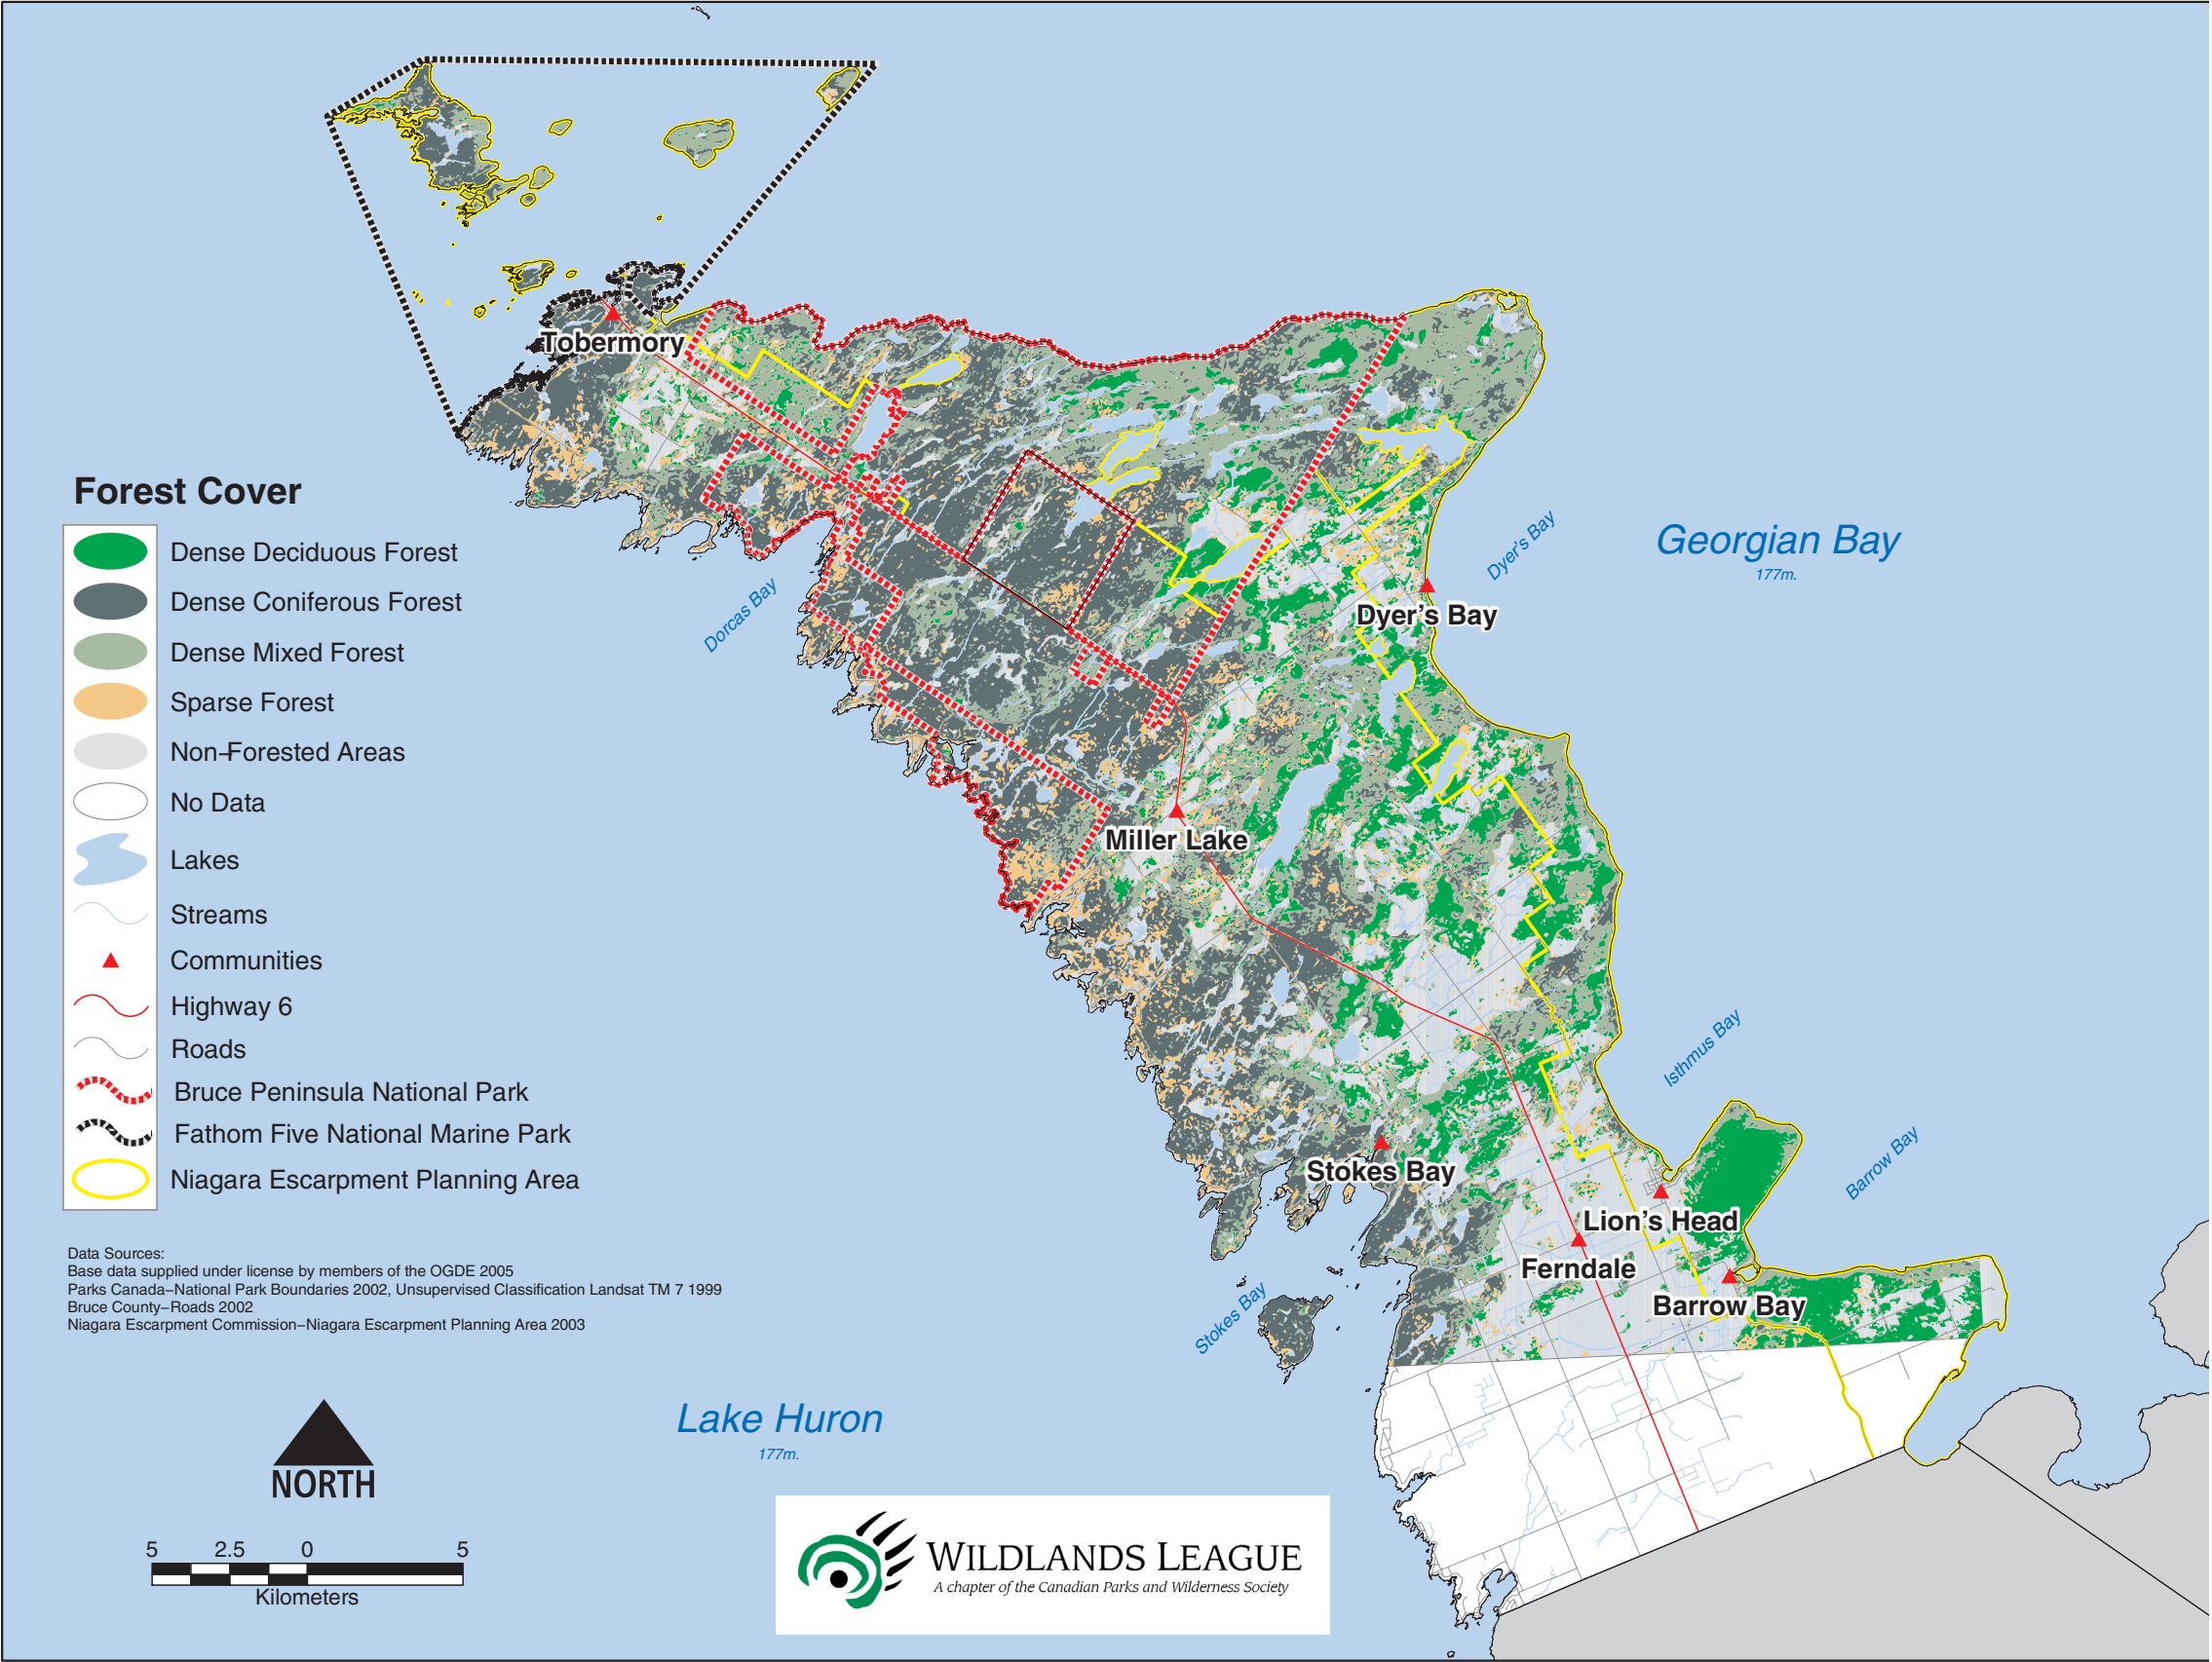 Tobermory
Forest Cover
Dense Deciduous Forest
Dense Coniferous Forest
Dense Mixed Forest
Sparse Forest
Non–Forested Areas
No Data
Lakes
Streams
Communities
Highway 6
Roads
Bruce Peninsula National Park
Fathom Five National Marine Park
Niagara Escarpment Planning Area
Dorcas Bay
Dyer's Bay
Georgian Bay
177m.
Dyer's Bay
Miller Lake
Isthmus Bay
Barrow Bay
Stokes Bay
Lion's Head
Ferndale
Barrow Bay
Stokes Bay
Data Sources:
Base data supplied under license by members of the OGDE 2005
Parks Canada–National Park Boundaries 2002, Unsupervised Classification Landsat TM 7 1999
Bruce County–Roads 2002
Niagara Escarpment Commission–Niagara Escarpment Planning Area 2003
Lake Huron
177m.
NORTH
5 2.5 0 5
Kilometers
WILDLANDS LEAGUE
A chapter of the Canadian Parks and Wilderness Society